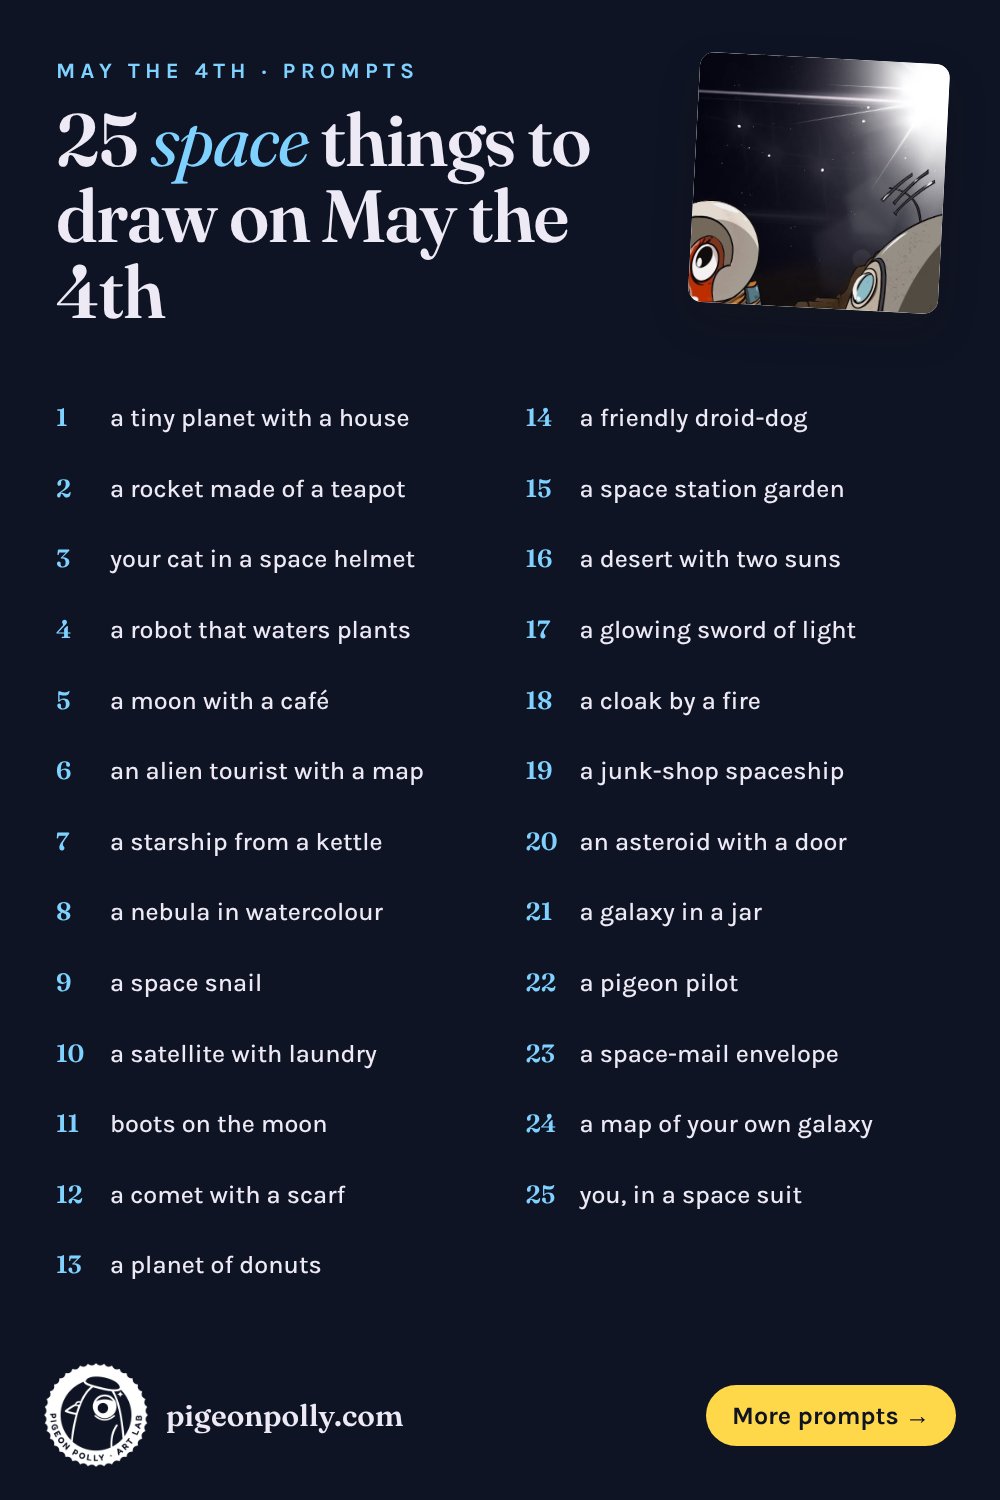 MAY THE 4TH · PROMPTS
25 space things to
draw on May the
4th
1 a tiny planet with a house
2 a rocket made of a teapot
3 your cat in a space helmet
4 a robot that waters plants
5 a moon with a café
6 an alien tourist with a map
7 a starship from a kettle
8 a nebula in watercolour
9 a space snail
10 a satellite with laundry
11 boots on the moon
12 a comet with a scarf
13 a planet of donuts
14 a friendly droid-dog
15 a space station garden
16 a desert with two suns
17 a glowing sword of light
18 a cloak by a fire
19 a junk-shop spaceship
20 an asteroid with a door
21 a galaxy in a jar
22 a pigeon pilot
23 a space-mail envelope
24 a map of your own galaxy
25 you, in a space suit
PIGEON POLLY · ART LAB
pigeonpolly.com
More prompts →